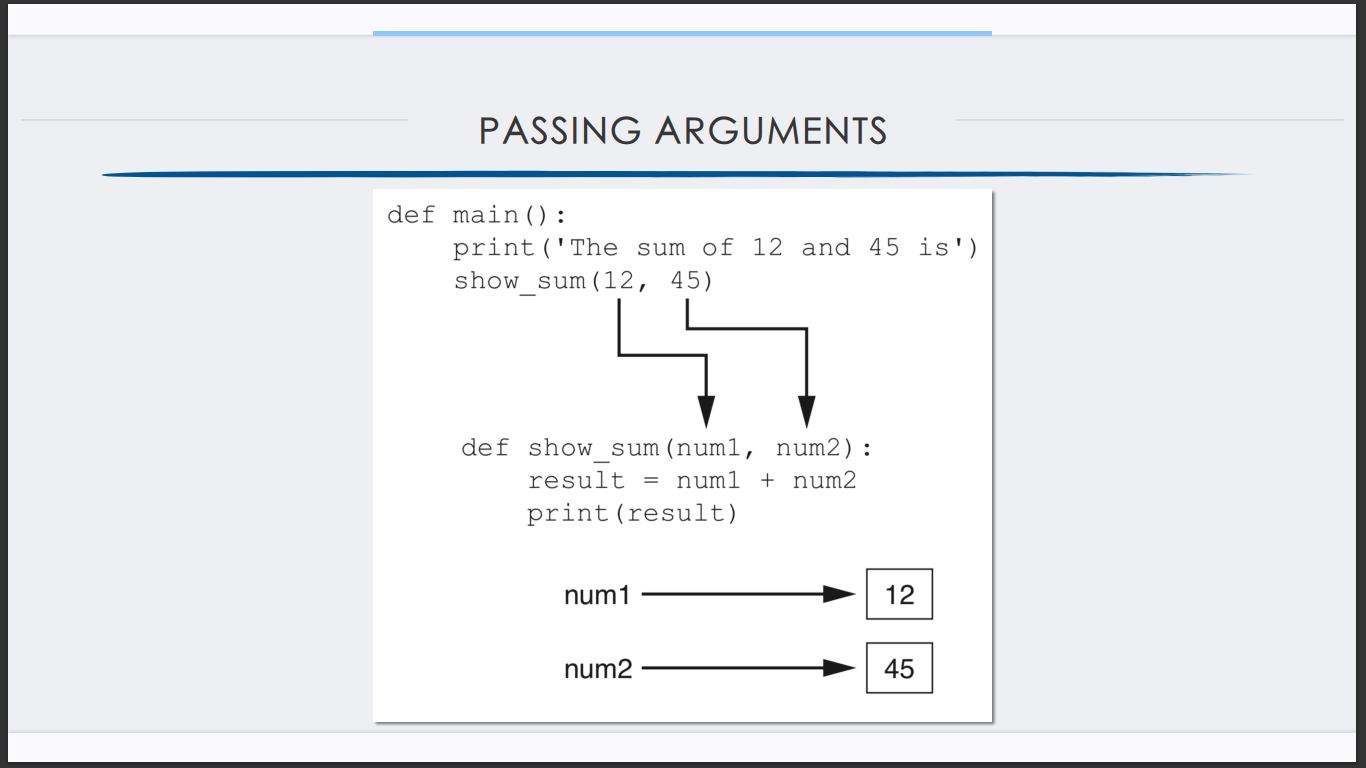 PASSING ARGUMENTS
def main():
    print('The sum of 12 and 45 is')
    show_sum(12, 45)
def show_sum(num1, num2):
    result = num1 + num2
    print(result)
num1 12
num2 45